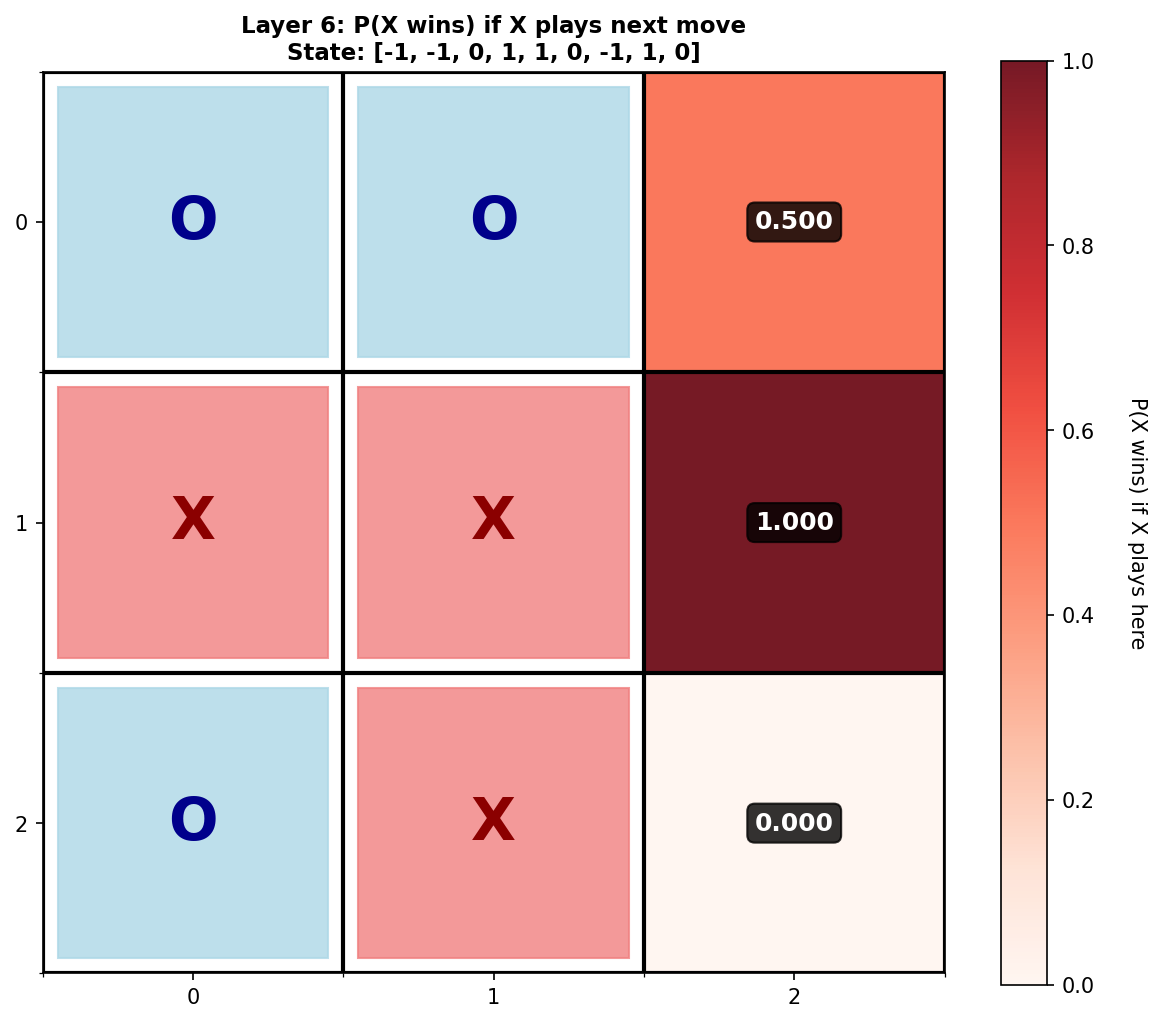 Layer 6: P(X wins) if X plays next move
State: [-1, -1, 0, 1, 1, 0, -1, 1, 0]
0
O
O
0.500
1
X
X
1.000
2
O
X
0.000
0
1
2
1.0
0.8
0.6
0.4
0.2
0.0
P(X wins) if X plays here